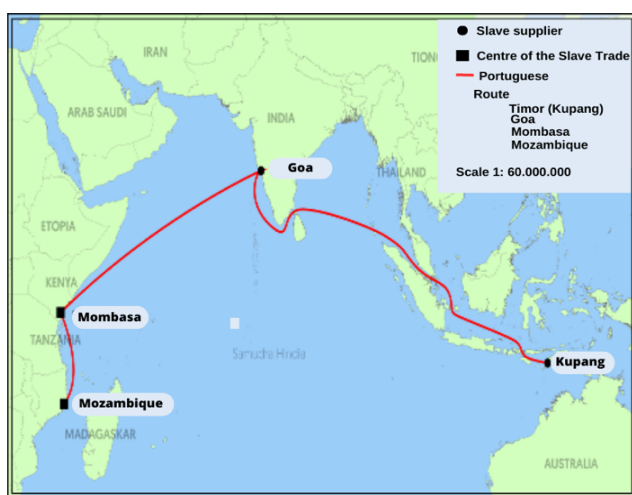 Slave supplier
Centre of the Slave Trade
Portuguese
Route
Timor (Kupang)
Goa
Mombasa
Mozambique
Scale 1: 60.000.000
IRAN
TIONG
ARAB SAUDI
INDIA
Goa
THAILAND
ETOPIA
KENYA
Mombasa
TANZANIA
Samudra Hindia
Kupang
Mozambique
MADAGASKAR
AUSTRALIA